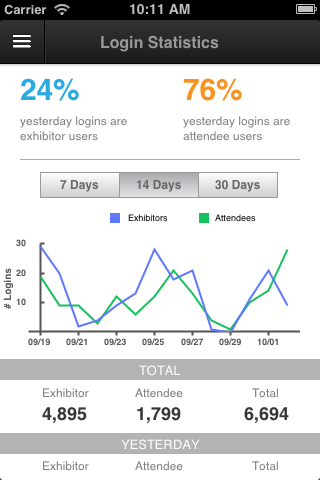 Carrier 10:11 AM
Login Statistics
24% 76%
yesterday logins are yesterday logins are
exhibitor users attendee users
7 Days 14 Days 30 Days
Exhibitors Attendees
30
20
10
# Logins
09/19 09/21 09/23 09/25 09/27 09/29 10/01
TOTAL
Exhibitor Attendee Total
4,895 1,799 6,694
YESTERDAY
Exhibitor Attendee Total